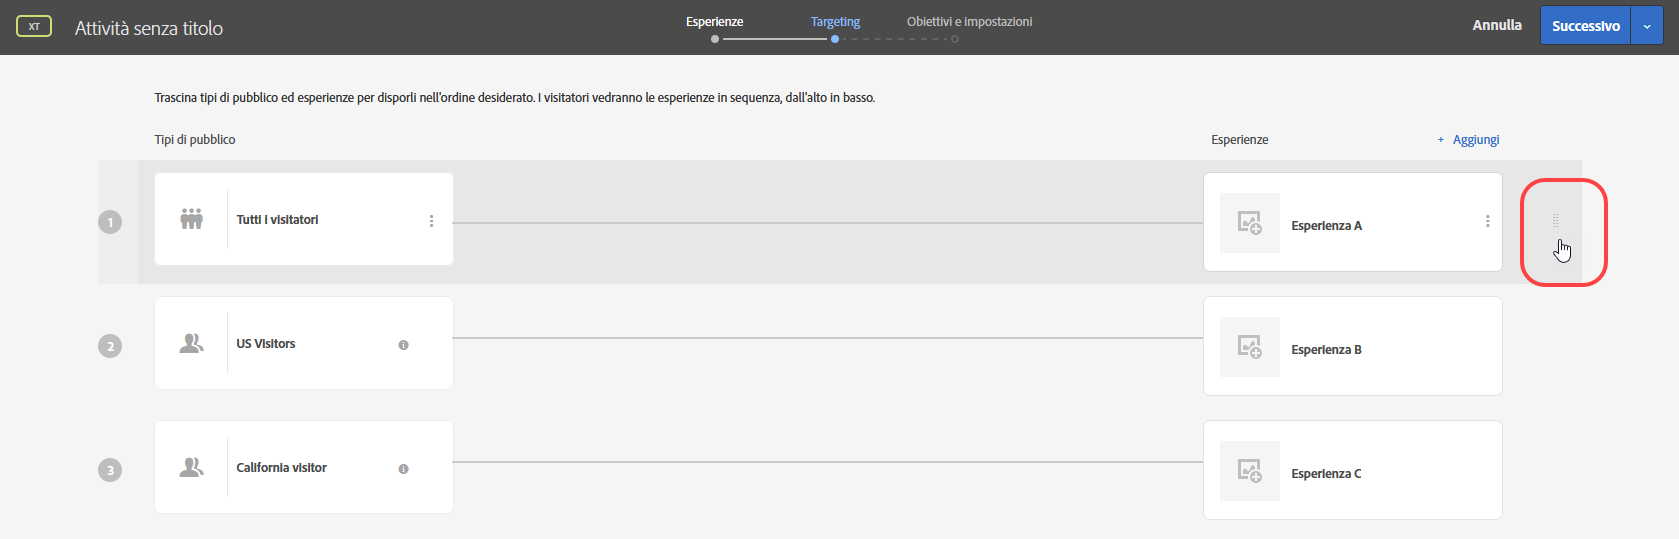 XT
Attività senza titolo
Esperienze
Targeting
Obiettivi e impostazioni
Annulla
Successivo
Trascina tipi di pubblico ed esperienze per disporli nell'ordine desiderato. I visitatori vedranno le esperienze in sequenza, dall'alto in basso.
Tipi di pubblico
Esperienze
+ Aggiungi
1
Tutti i visitatori
Esperienza A
2
US Visitors
Esperienza B
3
California visitor
Esperienza C